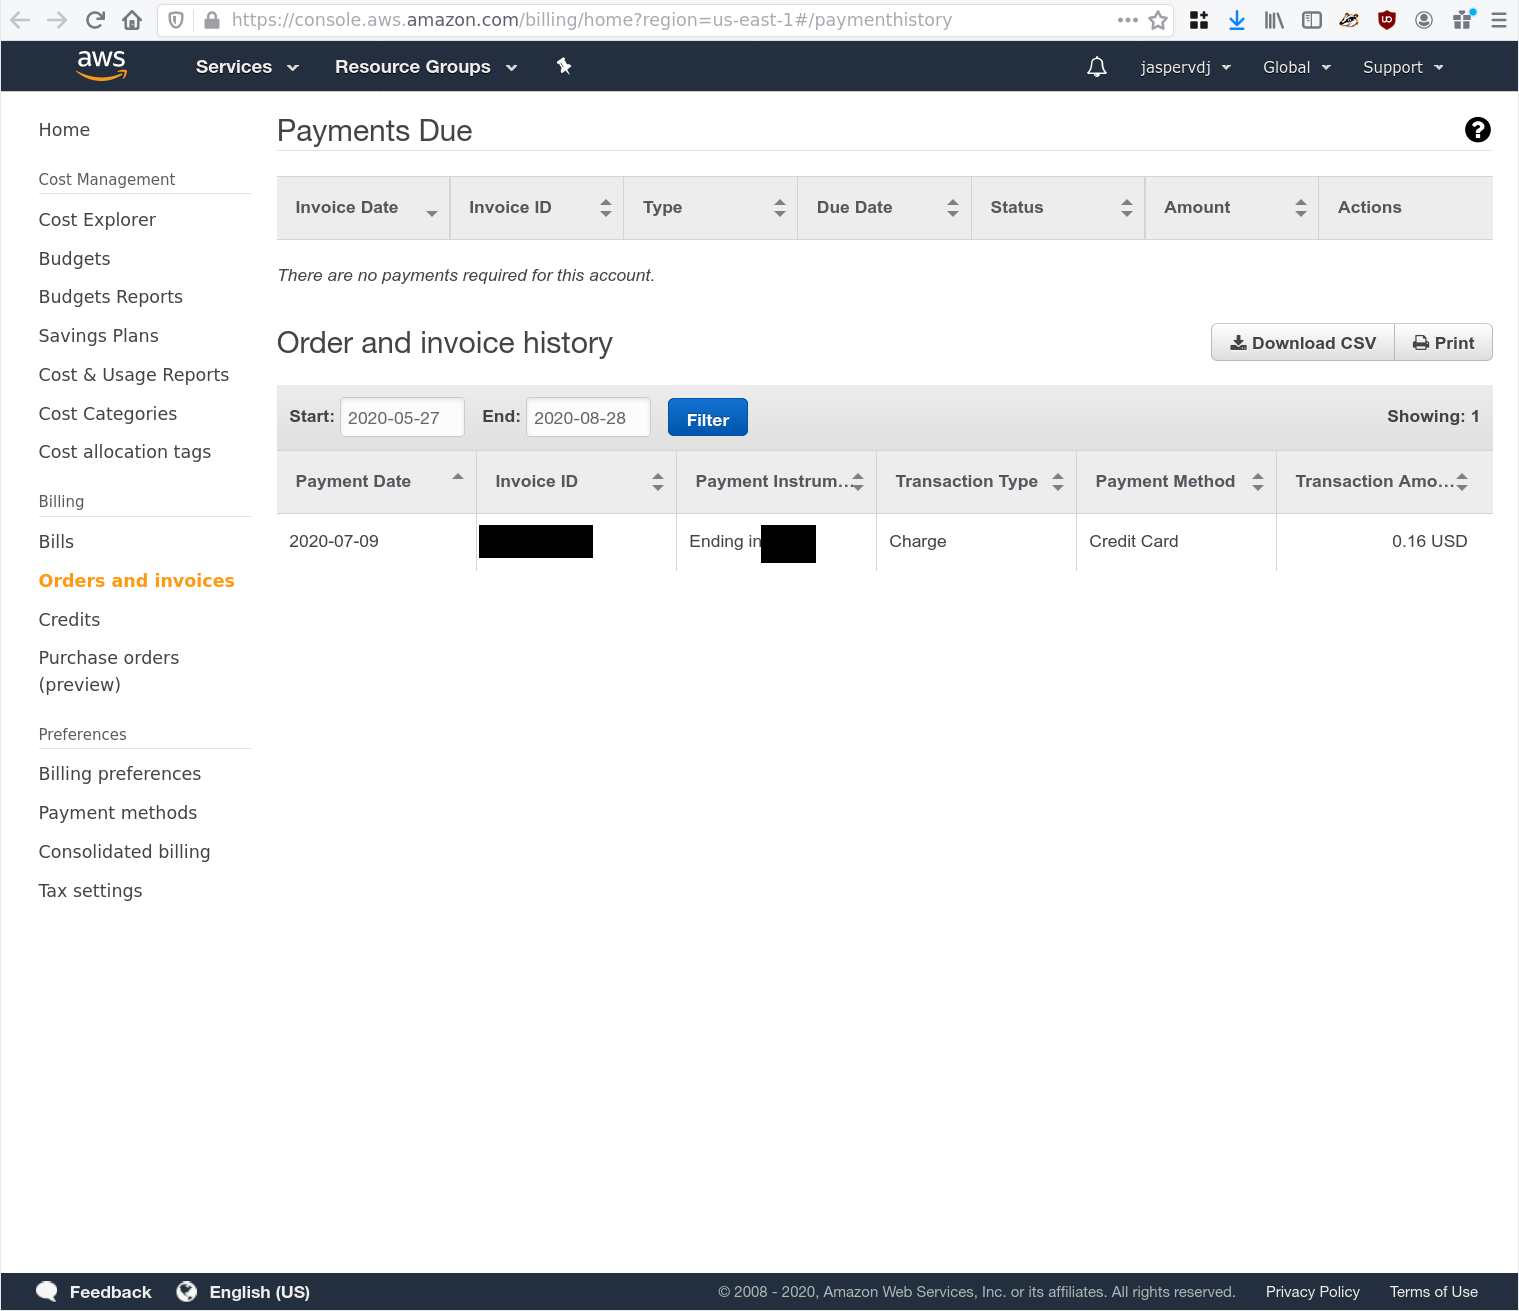 https://console.aws.amazon.com/billing/home?region=us-east-1#/paymenthistory
aws Services Resource Groups jaspervdj Global Support
Home
Cost Management
Cost Explorer
Budgets
Budgets Reports
Savings Plans
Cost & Usage Reports
Cost Categories
Cost allocation tags
Billing
Bills
Orders and invoices
Credits
Purchase orders
(preview)
Preferences
Billing preferences
Payment methods
Consolidated billing
Tax settings
Payments Due
Invoice Date Invoice ID Type Due Date Status Amount Actions
There are no payments required for this account.
Order and invoice history Download CSV Print
Start: 2020-05-27 End: 2020-08-28 Filter Showing: 1
Payment Date Invoice ID Payment Instrum... Transaction Type Payment Method Transaction Amo...
2020-07-09 Ending in Charge Credit Card 0.16 USD
Feedback English (US) © 2008 - 2020, Amazon Web Services, Inc. or its affiliates. All rights reserved. Privacy Policy Terms of Use